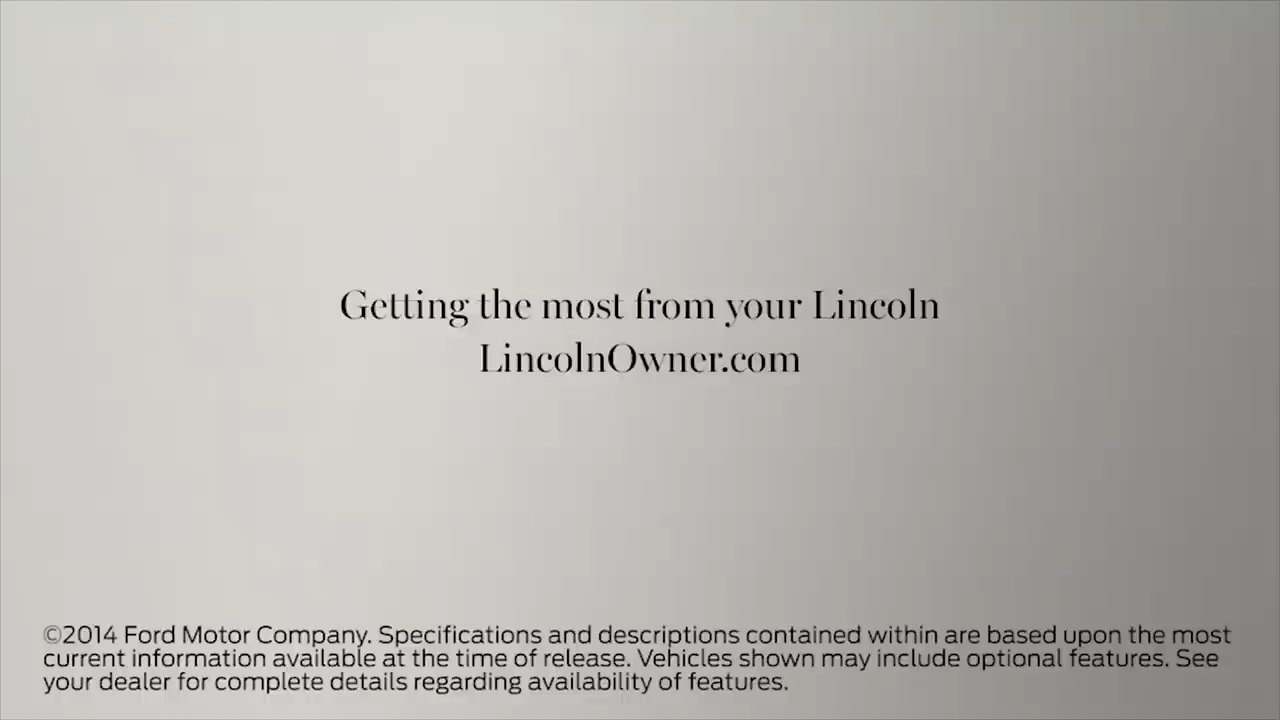 Getting the most from your Lincoln
LincolnOwner.com
©2014 Ford Motor Company. Specifications and descriptions contained within are based upon the most
current information available at the time of release. Vehicles shown may include optional features. See
your dealer for complete details regarding availability of features.